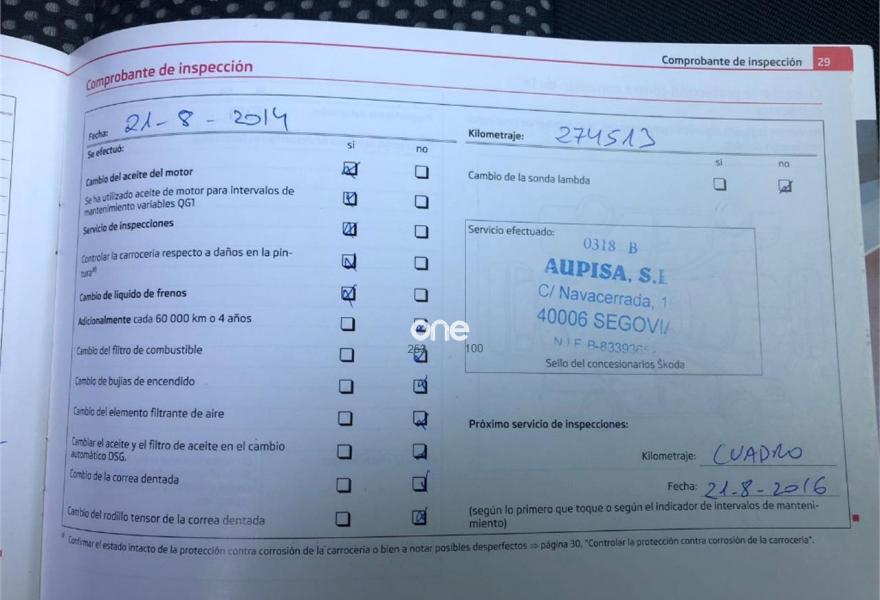 Comprobante de inspección 29
Comprobante de inspección
Fecha: 21-8-2014
Kilometraje: 274513
Se efectuó: si no
si no
Cambio del aceite del motor
Cambio de la sonda lambda
Se ha utilizado aceite de motor para intervalos de
mantenimiento variables QG1
Servicio de inspecciones
Servicio efectuado:
0318 B
AUPISA, S.L
C/ Navacerrada, 1
40006 SEGOVIA
N I F B-833936
Sello del concesionarios Škoda
Controlar la carrocería respecto a daños en la pin-
tura a)
Cambio de líquido de frenos
Adicionalmente cada 60 000 km o 4 años
one
Cambio del filtro de combustible
100
Cambio de bujías de encendido
Cambio del elemento filtrante de aire
Cambiar el aceite y el filtro de aceite en el cambio
automático DSG.
Cambio de la correa dentada
Cambio del rodillo tensor de la correa dentada
Próximo servicio de inspecciones:
Kilometraje: CUADRO
Fecha: 21-8-2016
(según lo primero que toque o según el indicador de intervalos de manteni-
miento)
a) Confirmar el estado intacto de la protección contra corrosión de la carrocería o bien a notar posibles desperfectos ⇒ página 30, "Controlar la protección contra corrosión de la carrocería".